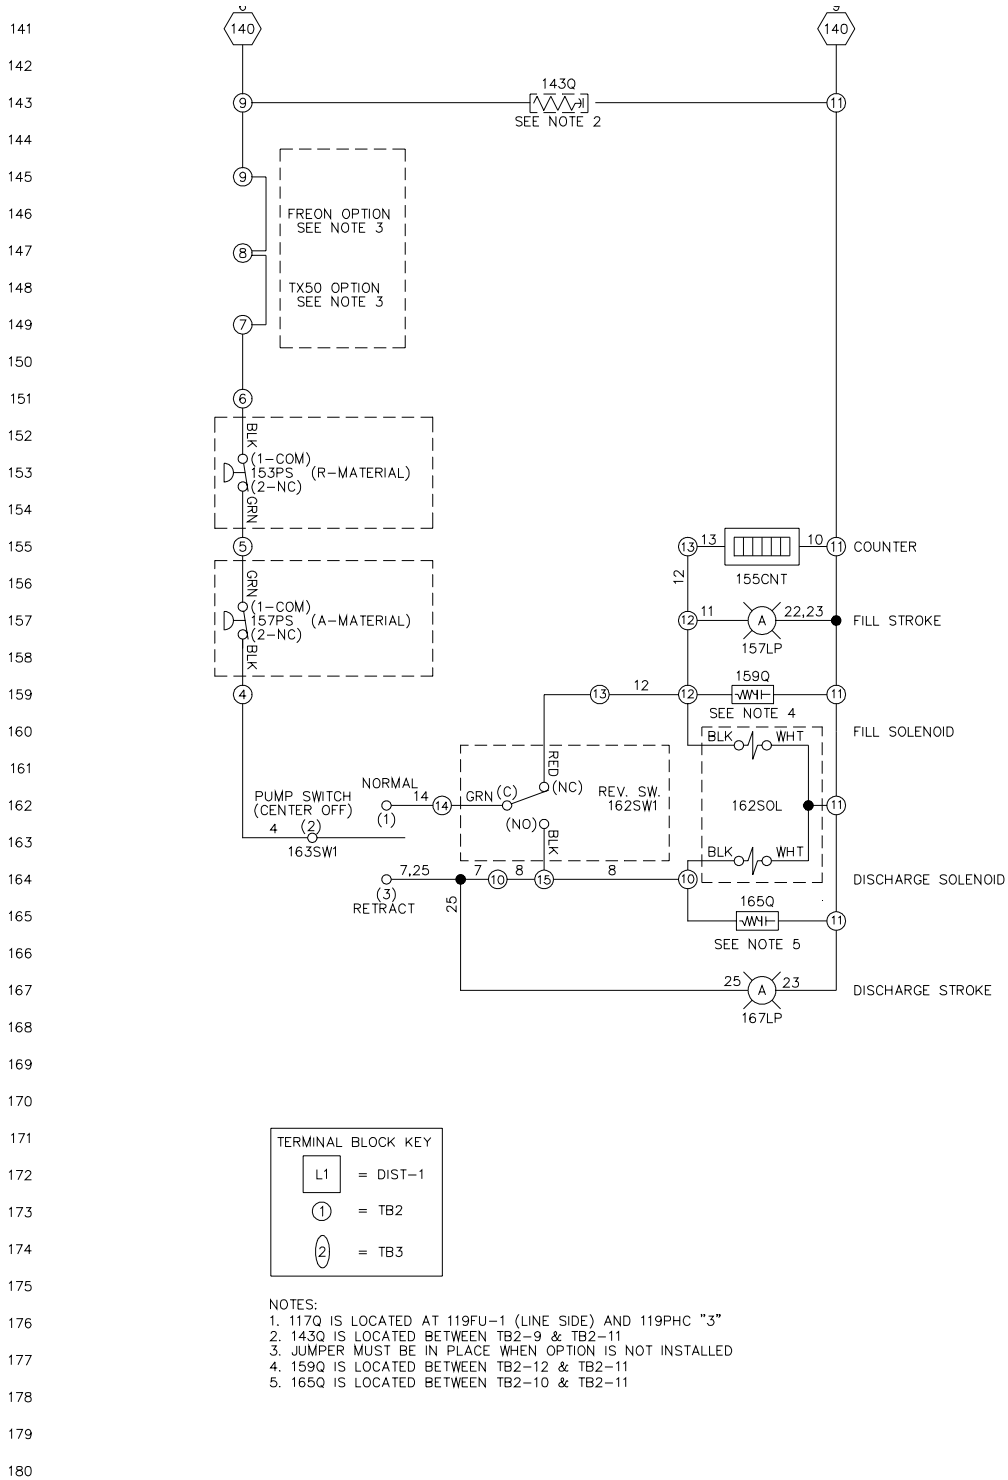 6 9
141 140 140
142
143 9 143Q 11
SEE NOTE 2
144
145 9
146 FREON OPTION
SEE NOTE 3
147 8
148 TX50 OPTION
SEE NOTE 3
149 7
150
151 6
152 BLK
(1-COM)
153 153PS (R-MATERIAL)
(2-NC)
154 GRN
155 5 13 13 10 11 COUNTER
156 GRN 12 155CNT
(1-COM)
157 157PS (A-MATERIAL) 12 11 A 22,23 FILL STROKE
(2-NC) 157LP
158 BLK
159 4 13 12 12 159Q 11
SEE NOTE 4
160 BLK WHT FILL SOLENOID
161 RED
NORMAL (NC)
162 PUMP SWITCH 14 14 GRN (C) REV. SW. 162SOL 11
(CENTER OFF) (1) 162SW1
4 (2) (NO)
163 163SW1 BLK BLK WHT
164 7,25 7 10 8 15 8 10 DISCHARGE SOLENOID
(3)
165 RETRACT 25 165Q 11
166 SEE NOTE 5
167 25 A 23 DISCHARGE STROKE
168 167LP
169
170
171 TERMINAL BLOCK KEY
172 L1 = DIST-1
173 1 = TB2
174 2 = TB3
175
NOTES:
176 1. 117Q IS LOCATED AT 119FU-1 (LINE SIDE) AND 119PHC "3"
2. 143Q IS LOCATED BETWEEN TB2-9 & TB2-11
177 3. JUMPER MUST BE IN PLACE WHEN OPTION IS NOT INSTALLED
4. 159Q IS LOCATED BETWEEN TB2-12 & TB2-11
5. 165Q IS LOCATED BETWEEN TB2-10 & TB2-11
178
179
180